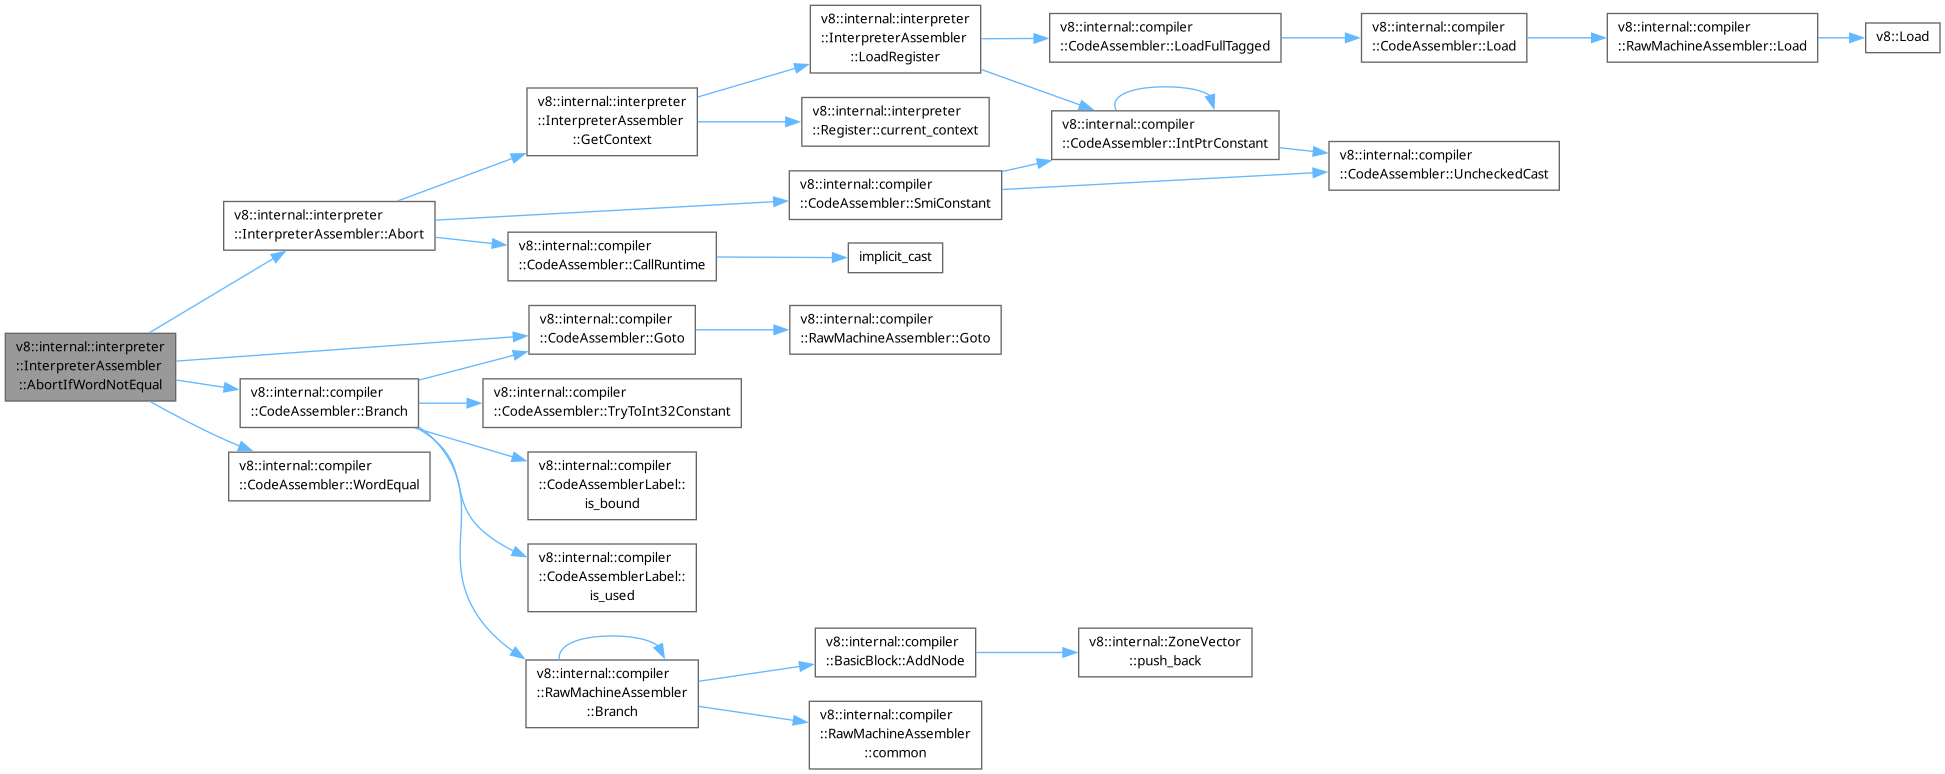 v8::internal::interpreter
::InterpreterAssembler
::AbortIfWordNotEqual
v8::internal::interpreter
::InterpreterAssembler::Abort
v8::internal::interpreter
::InterpreterAssembler
::GetContext
v8::internal::interpreter
::InterpreterAssembler
::LoadRegister
v8::internal::compiler
::CodeAssembler::LoadFullTagged
v8::internal::compiler
::CodeAssembler::Load
v8::internal::compiler
::RawMachineAssembler::Load
v8::Load
v8::internal::compiler
::CodeAssembler::IntPtrConstant
v8::internal::compiler
::CodeAssembler::UncheckedCast
v8::internal::interpreter
::Register::current_context
v8::internal::compiler
::CodeAssembler::SmiConstant
v8::internal::compiler
::CodeAssembler::CallRuntime
implicit_cast
v8::internal::compiler
::CodeAssembler::Goto
v8::internal::compiler
::RawMachineAssembler::Goto
v8::internal::compiler
::CodeAssembler::Branch
v8::internal::compiler
::CodeAssembler::TryToInt32Constant
v8::internal::compiler
::CodeAssemblerLabel::
is_bound
v8::internal::compiler
::CodeAssemblerLabel::
is_used
v8::internal::compiler
::RawMachineAssembler
::Branch
v8::internal::compiler
::BasicBlock::AddNode
v8::internal::ZoneVector
::push_back
v8::internal::compiler
::RawMachineAssembler
::common
v8::internal::compiler
::CodeAssembler::WordEqual